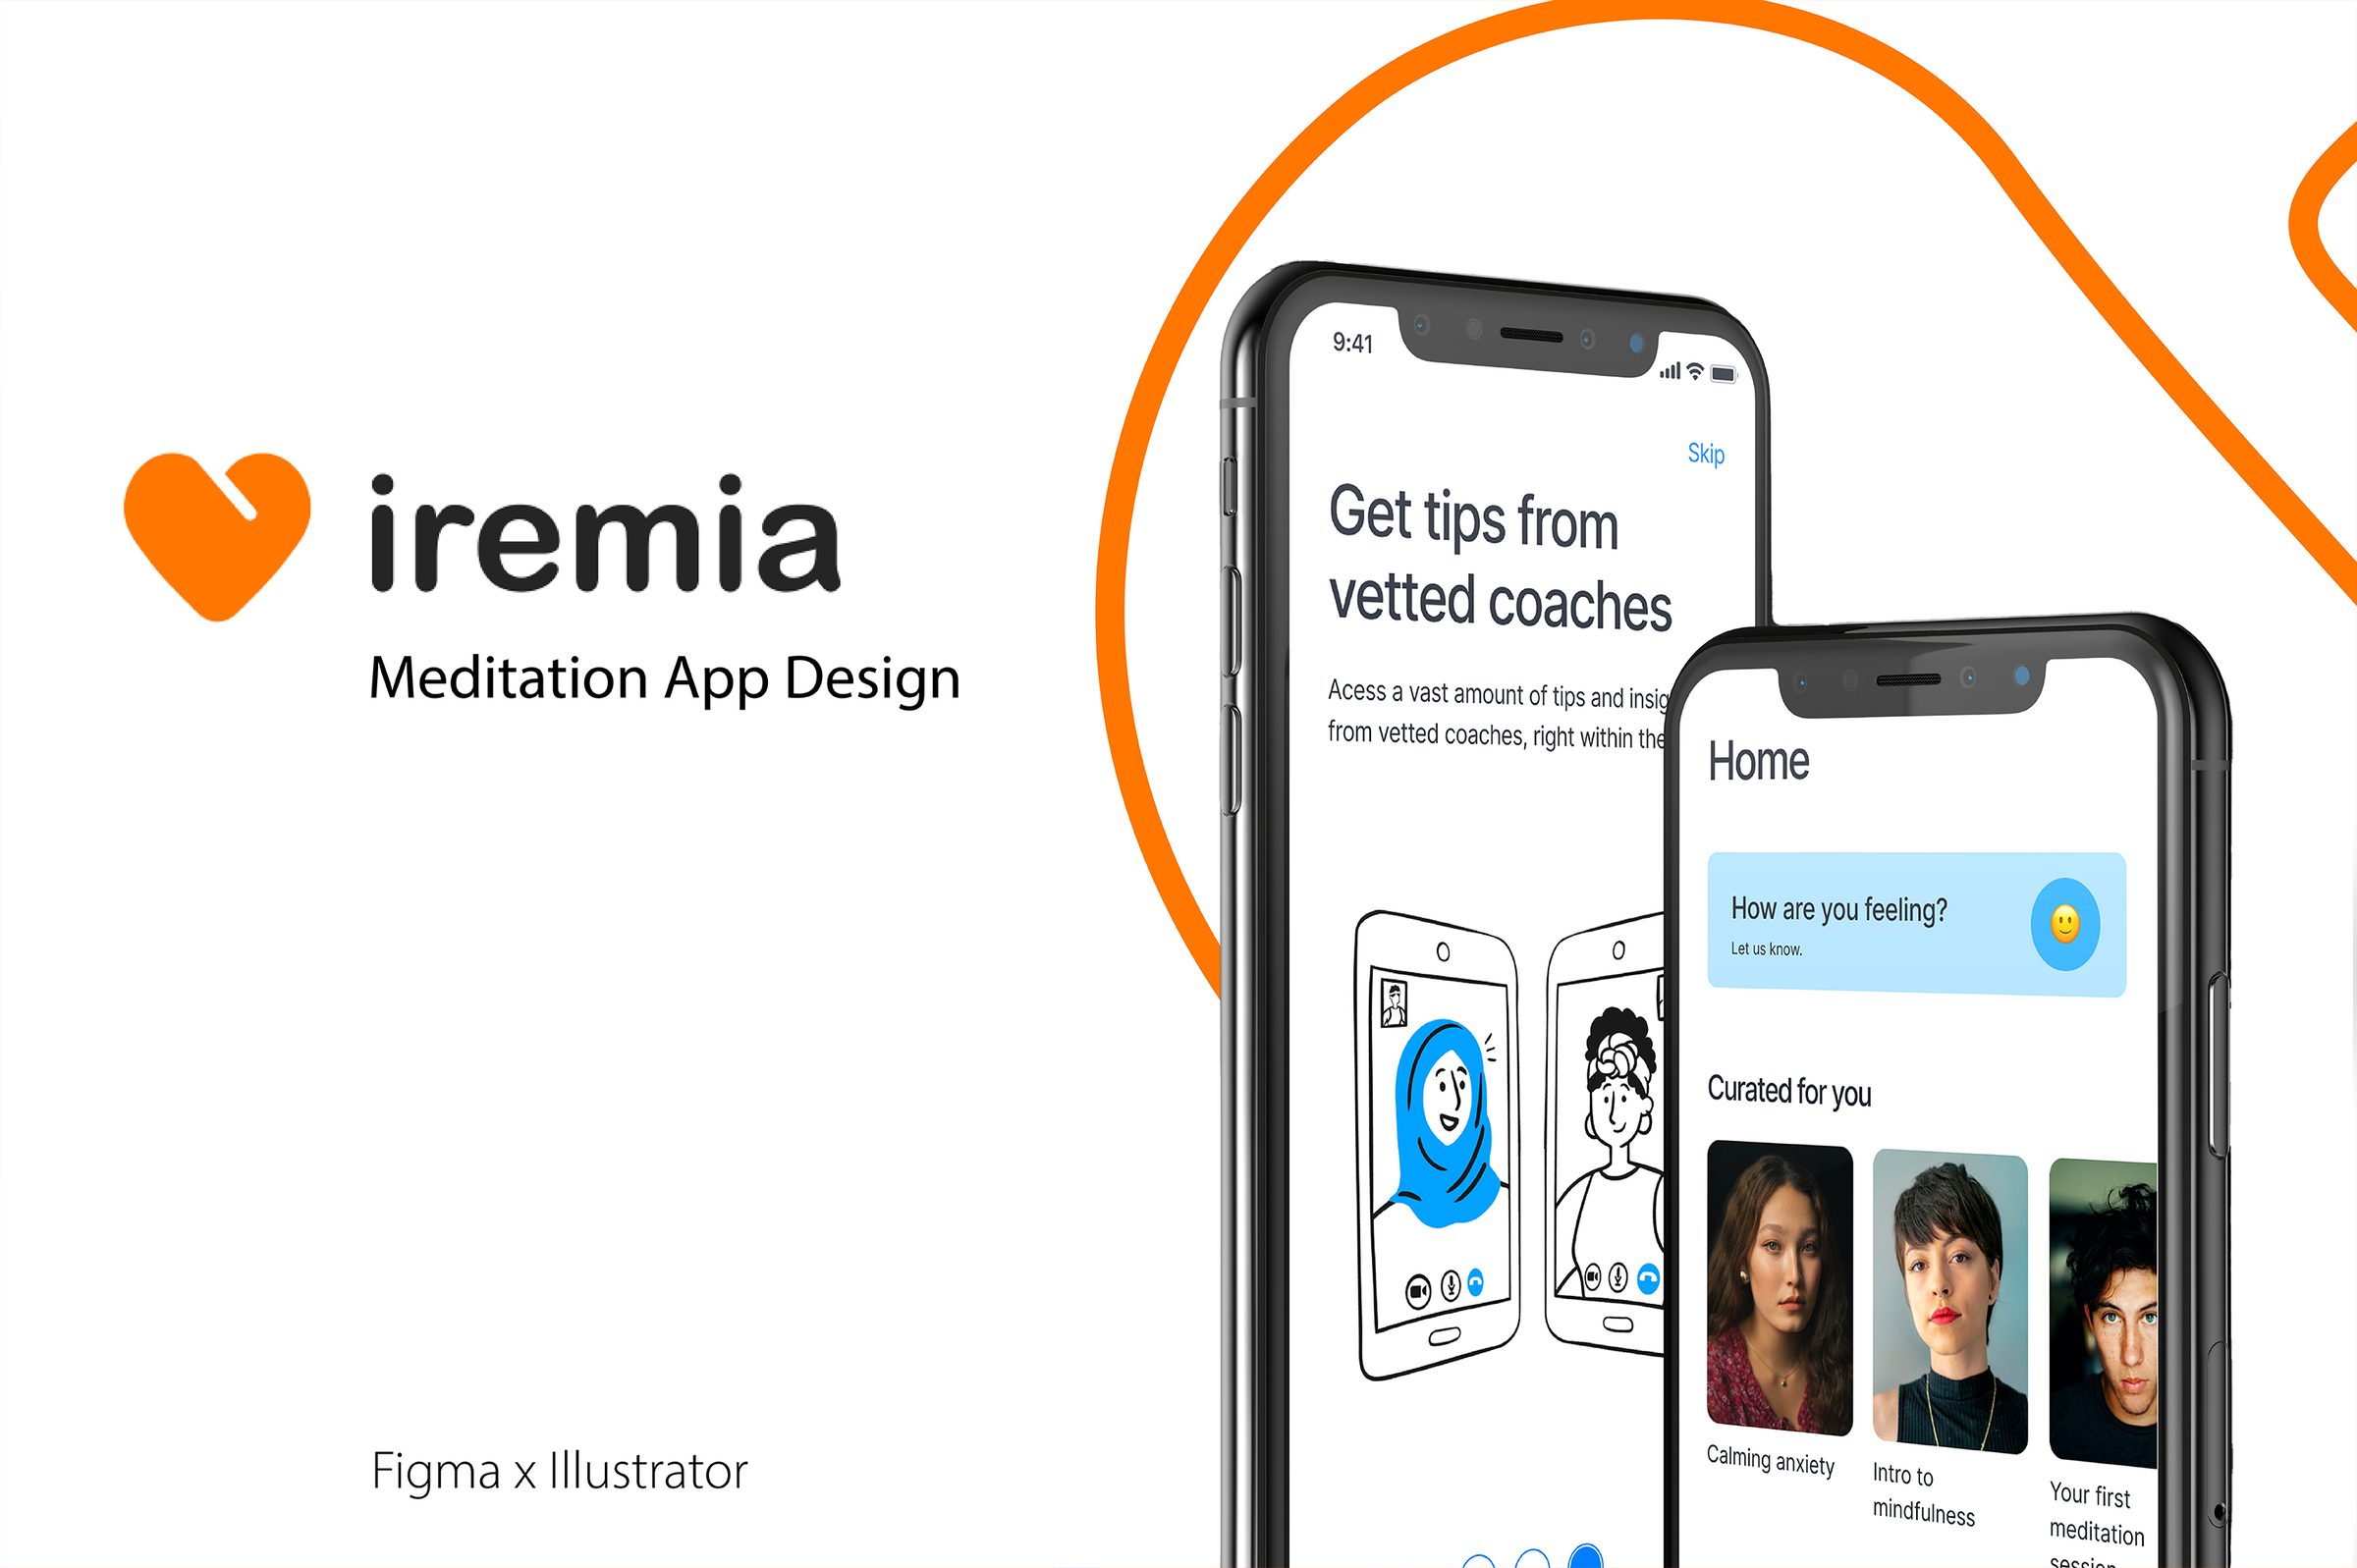 iremia
Meditation App Design
Figma x Illustrator
9:41
Skip
Get tips from
vetted coaches
Acess a vast amount of tips and
from vetted coaches, right within the
Home
How are you feeling?
Let us know.
Curated for you
Calming anxiety
Intro to
mindfulness
Your first
meditation
session